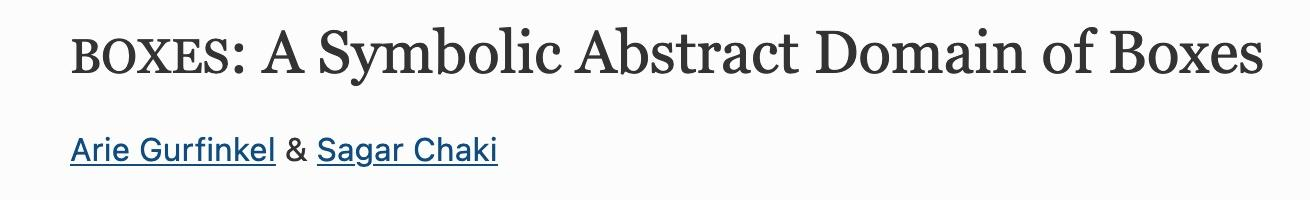 BOXES: A Symbolic Abstract Domain of Boxes
Arie Gurfinkel & Sagar Chaki